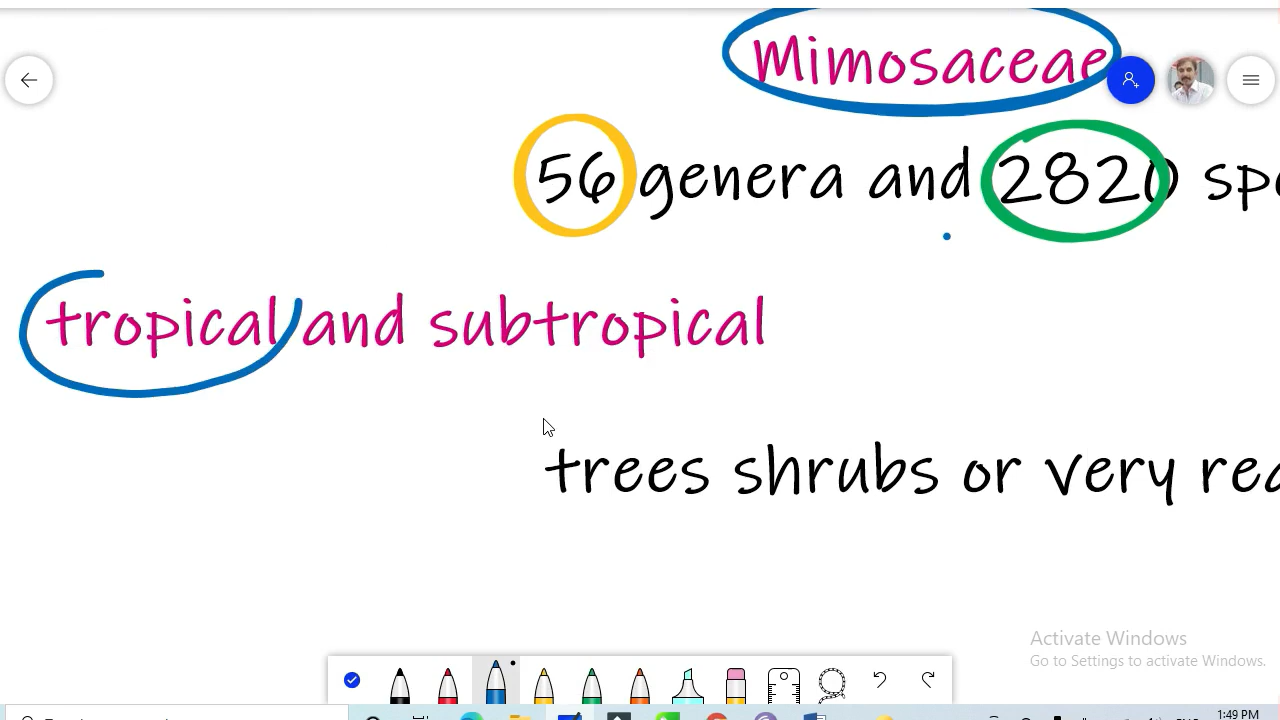 Mimosaceae
56 genera and 2820
tropical and subtropical
trees shrubs or very
Activate Windows
Go to Settings to activate Windows.
1:49 PM